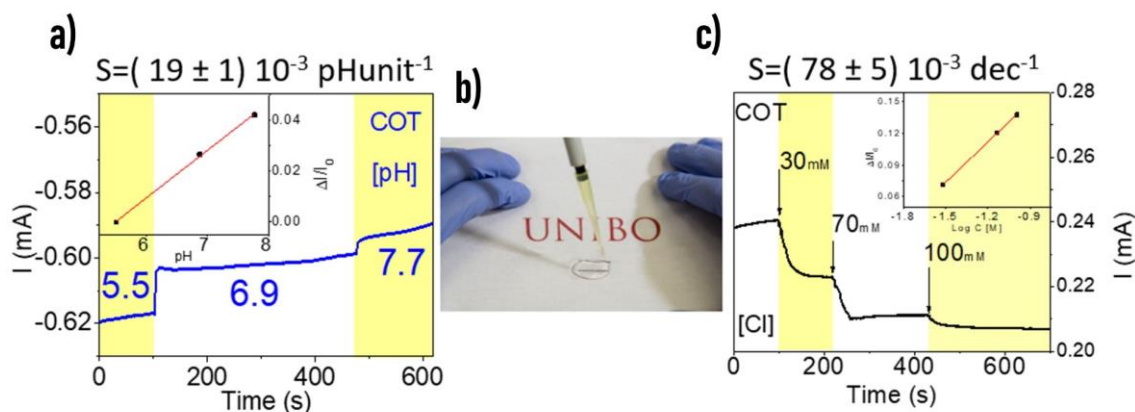 a)
S=( 19 ± 1) 10⁻³ pHunit⁻¹
-0.56
-0.58
-0.60
-0.62
I (mA)
0.04
0.02
0.00
ΔI/I₀
6
7
8
pH
COT
[pH]
5.5
6.9
7.7
0
200
400
600
Time (s)
b)
UNIBO
c)
S=( 78 ± 5) 10⁻³ dec⁻¹
COT
30mM
70mM
100mM
[Cl]
0.15
0.12
0.09
0.06
ΔI/I₀
-1.8
-1.5
-1.2
-0.9
Log C [M]
0.28
0.26
0.24
0.22
0.20
I (mA)
0
200
400
600
Time (s)